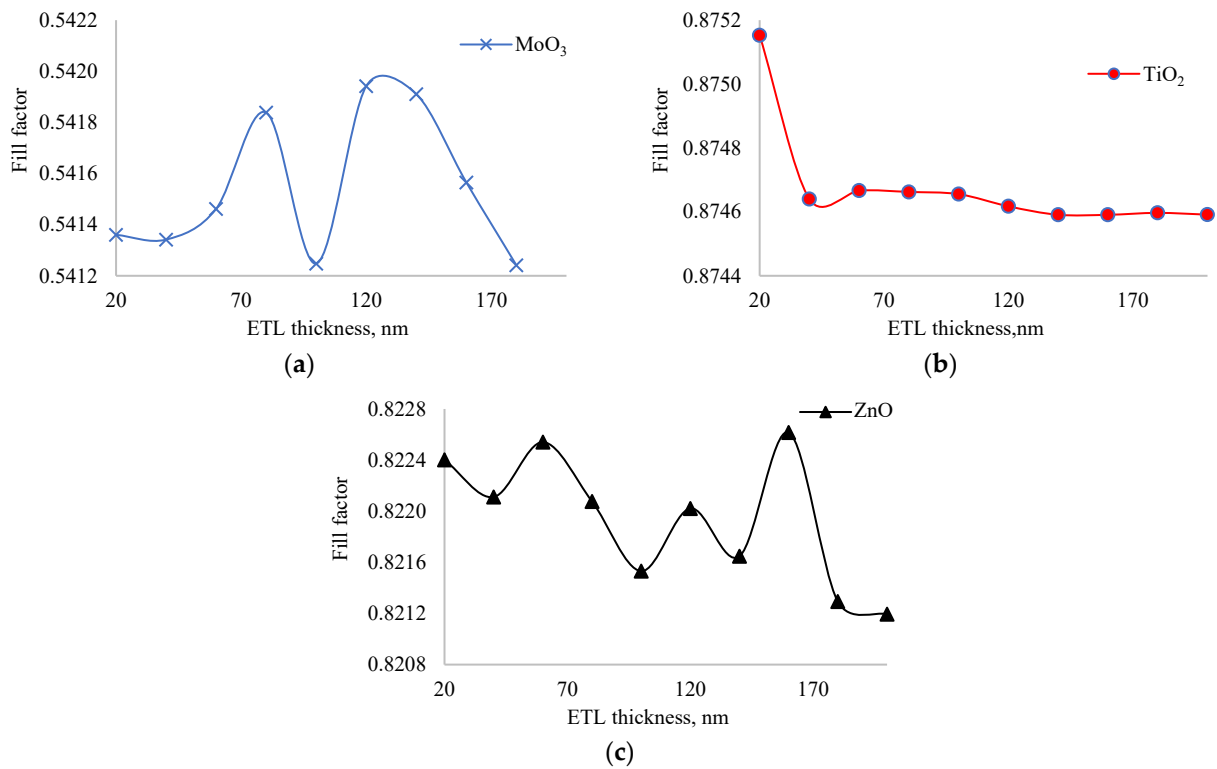 0.5422
0.5420
0.5418
0.5416
0.5414
0.5412
Fill factor
MoO₃
20 70 120 170
ETL thickness, nm
(a)
0.8752
0.8750
0.8748
0.8746
0.8744
Fill factor
TiO₂
20 70 120 170
ETL thickness,nm
(b)
0.8228
0.8224
0.8220
0.8216
0.8212
0.8208
Fill factor
ZnO
20 70 120 170
ETL thickness, nm
(c)